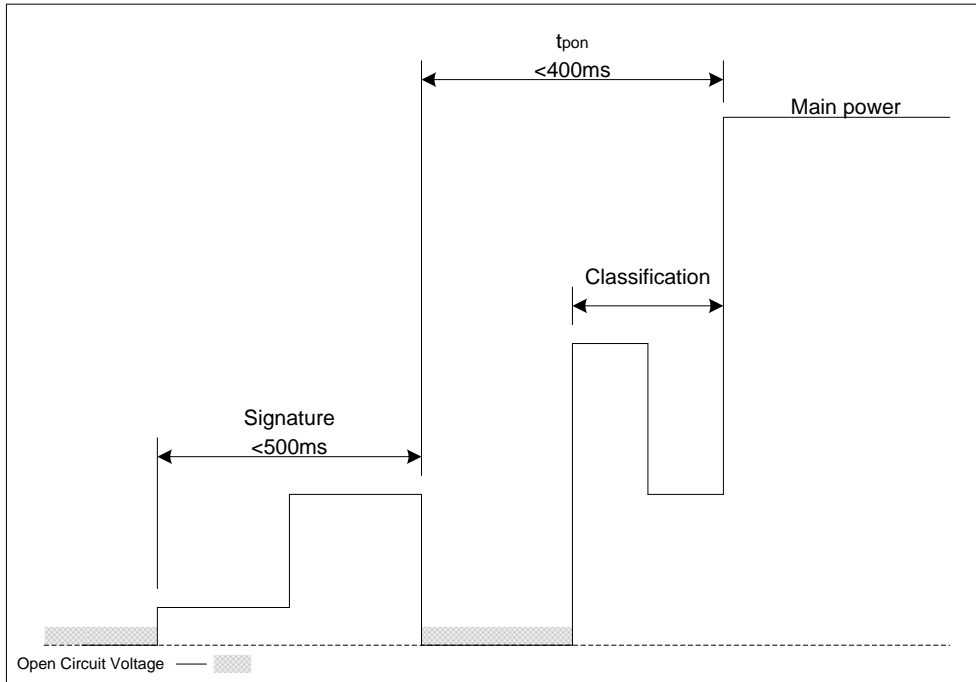 tpon
<400ms
Main power
Classification
Signature
<500ms
Open Circuit Voltage